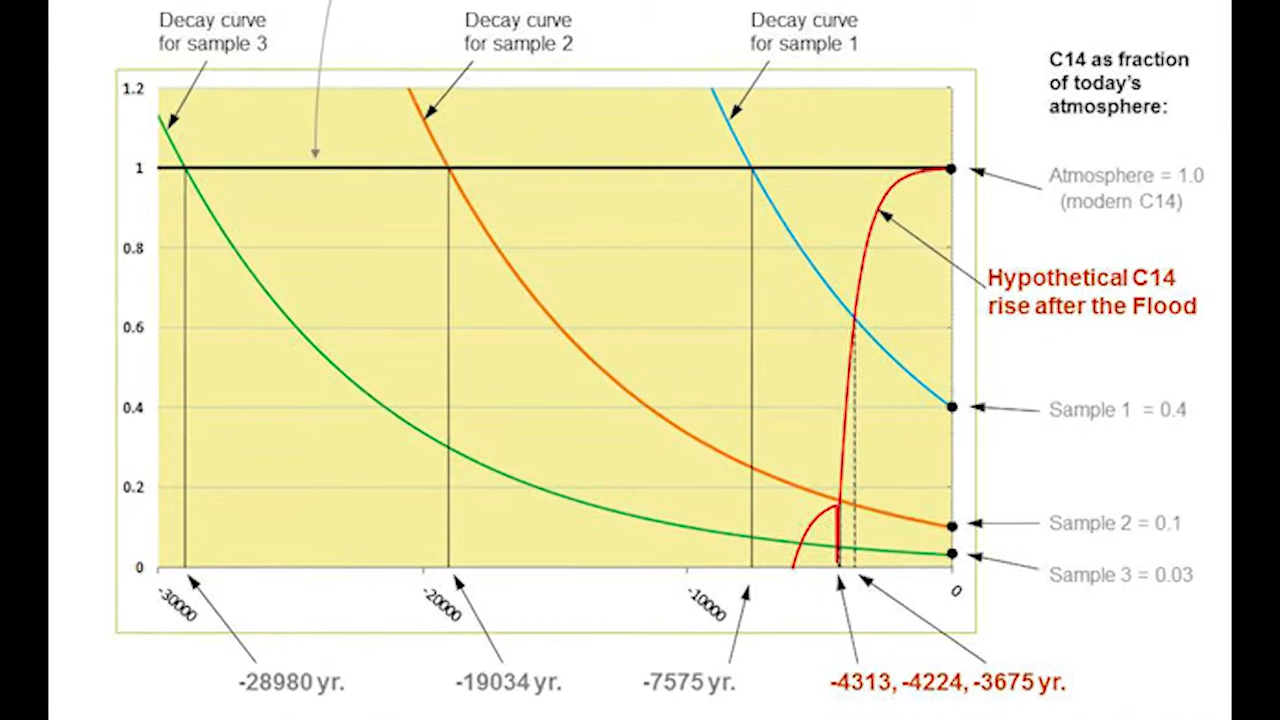 Decay curve
for sample 3
Decay curve
for sample 2
Decay curve
for sample 1
C14 as fraction
of today's
atmosphere:
1.2
1
0.8
0.6
0.4
0.2
0
Atmosphere = 1.0
(modern C14)
Hypothetical C14
rise after the Flood
Sample 1 = 0.4
Sample 2 = 0.1
Sample 3 = 0.03
-30000
-20000
-10000
0
-28980 yr.
-19034 yr.
-7575 yr.
-4313, -4224, -3675 yr.